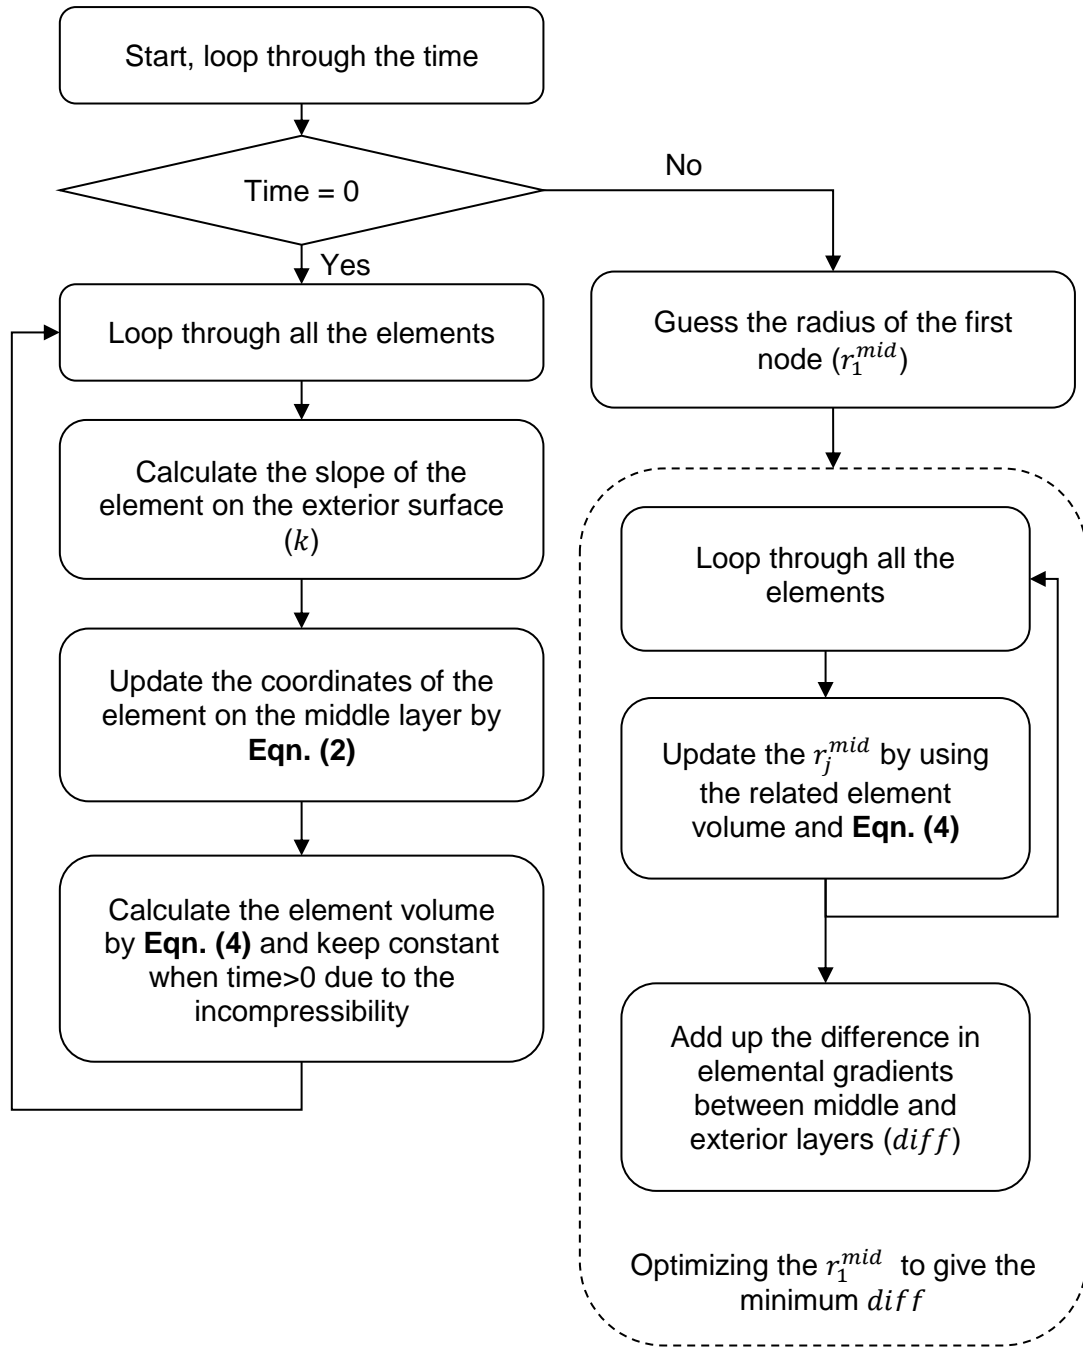 Start, loop through the time
Time = 0
No
Yes
Loop through all the elements
Calculate the slope of the
element on the exterior surface
(k)
Update the coordinates of the
element on the middle layer by
Eqn. (2)
Calculate the element volume
by Eqn. (4) and keep constant
when time>0 due to the
incompressibility
Guess the radius of the first
node (r_1^{mid})
Loop through all the
elements
Update the r_j^{mid} by using
the related element
volume and Eqn. (4)
Add up the difference in
elemental gradients
between middle and
exterior layers (diff)
Optimizing the r_1^{mid} to give the
minimum diff